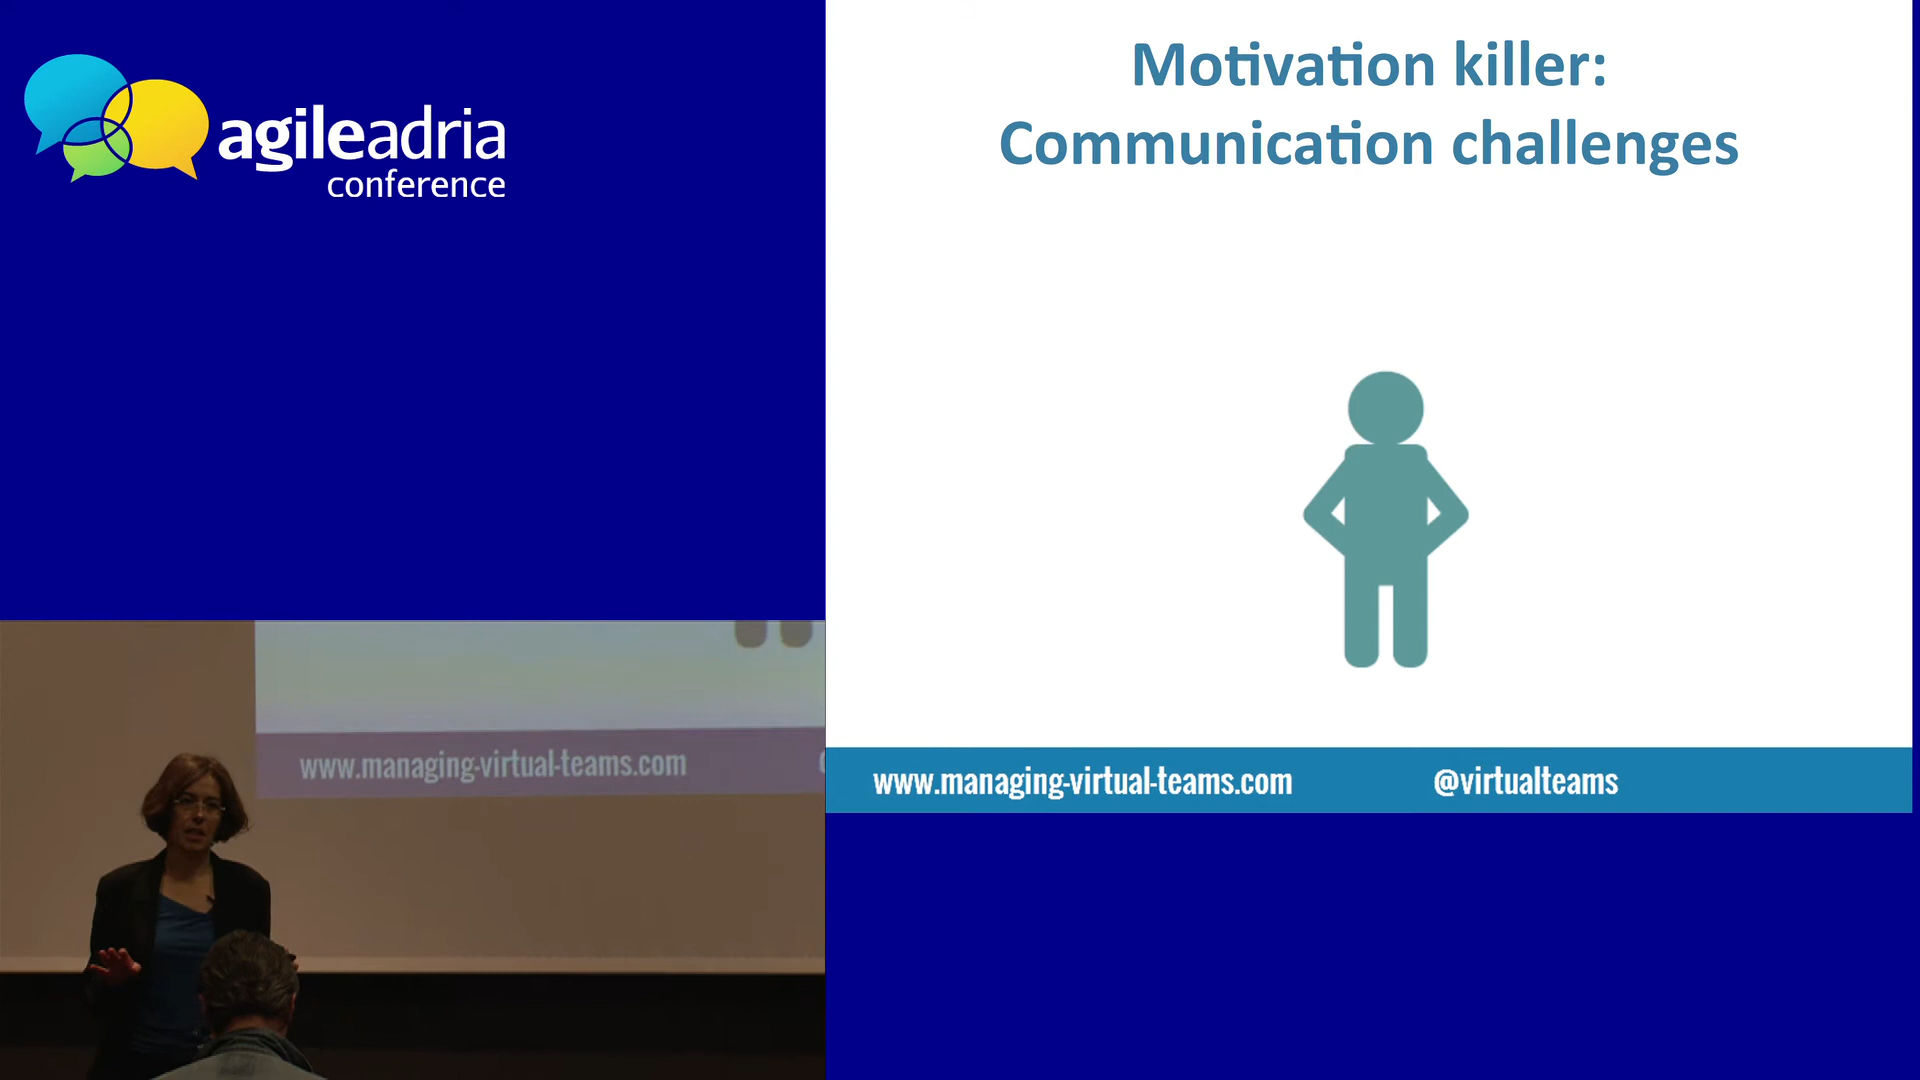 agileadria
conference
Motivation killer:
Communication challenges
www.managing-virtual-teams.com
@virtualteams
www.managing-virtual-teams.com